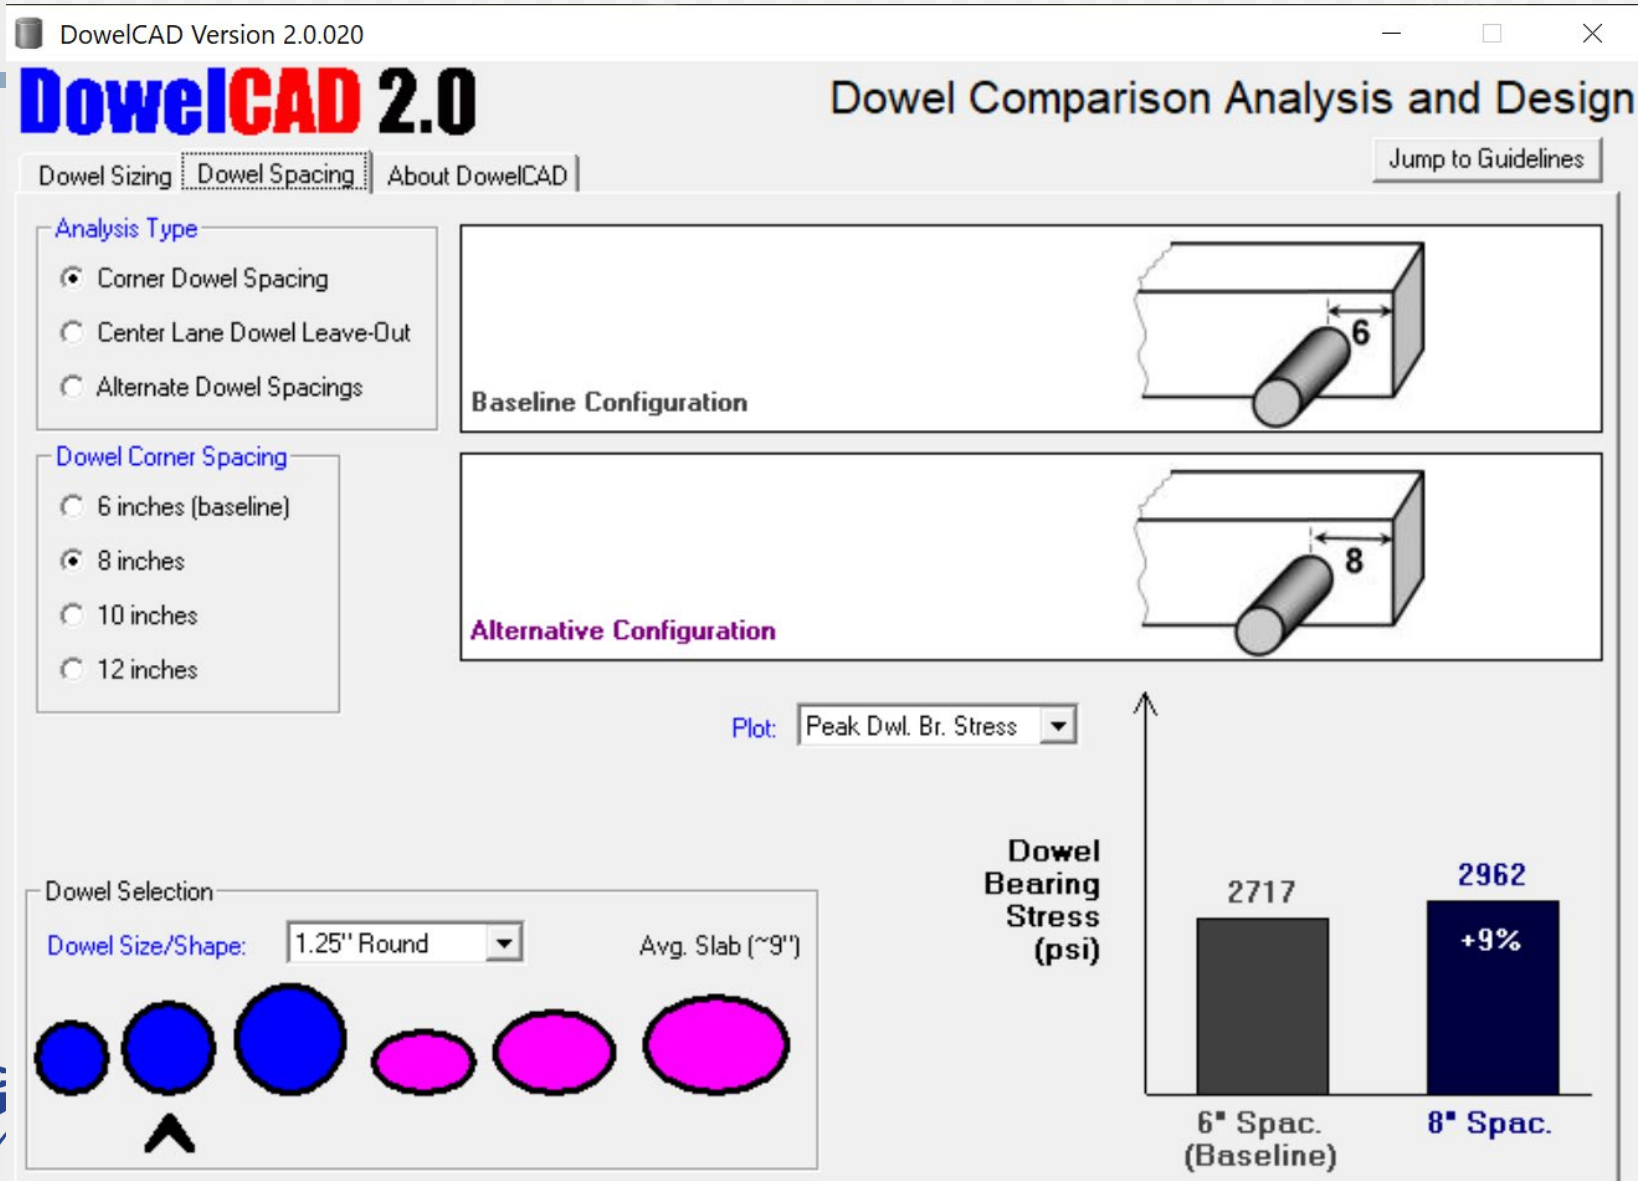 DowelCAD Version 2.0.020
DowelCAD 2.0
Dowel Comparison Analysis and Design
Jump to Guidelines
Dowel Sizing
Dowel Spacing
About DowelCAD
Analysis Type
Corner Dowel Spacing
Center Lane Dowel Leave-Out
Alternate Dowel Spacings
6
Baseline Configuration
Dowel Corner Spacing
6 inches (baseline)
8 inches
10 inches
12 inches
8
Alternative Configuration
Plot:
Peak Dwl. Br. Stress
Dowel Selection
Dowel Size/Shape:
1.25" Round
Avg. Slab (~9")
Dowel
Bearing
Stress
(psi)
2717
2962
+9%
6" Spac.
(Baseline)
8" Spac.